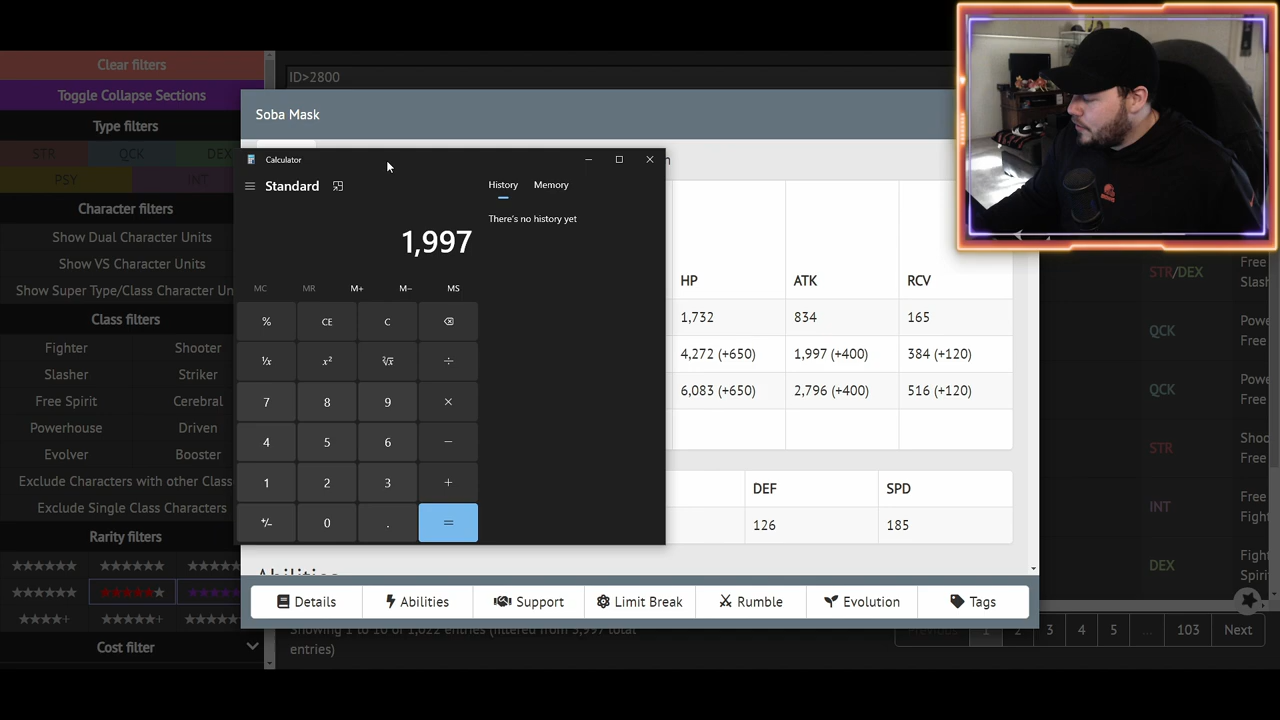 Clear filters
Toggle Collapse Sections
Type filters
STR QCK DEX
PSY INT
Character filters
Show Dual Character Units
Show VS Character Units
Show Super Type/Class Character Un
Class filters
Fighter Shooter
Slasher Striker
Free Spirit Cerebral
Powerhouse Driven
Evolver Booster
Exclude Characters with other Class
Exclude Single Class Characters
Rarity filters
Cost filter
ID>2800
Soba Mask
Calculator
Standard
History Memory
There's no history yet
1,997
MC MR M+ M− MS
% CE C ⌫
¹/x x² ²√x ÷
7 8 9 ×
4 5 6 −
1 2 3 +
+/− 0 . =
HP ATK RCV
1,732 834 165
4,272 (+650) 1,997 (+400) 384 (+120)
6,083 (+650) 2,796 (+400) 516 (+120)
DEF SPD
126 185
Abilities
Details Abilities Support Limit Break Rumble Evolution Tags
Showing 1 to 10 of 1,022 entries (filtered from 3,997 total
entries)
STR/DEX Free
Slash
QCK Powe
Free
QCK Powe
Free
STR Shoo
Free
INT Free
Fight
DEX Fight
Spirit
Previous 1 2 3 4 5 ... 103 Next